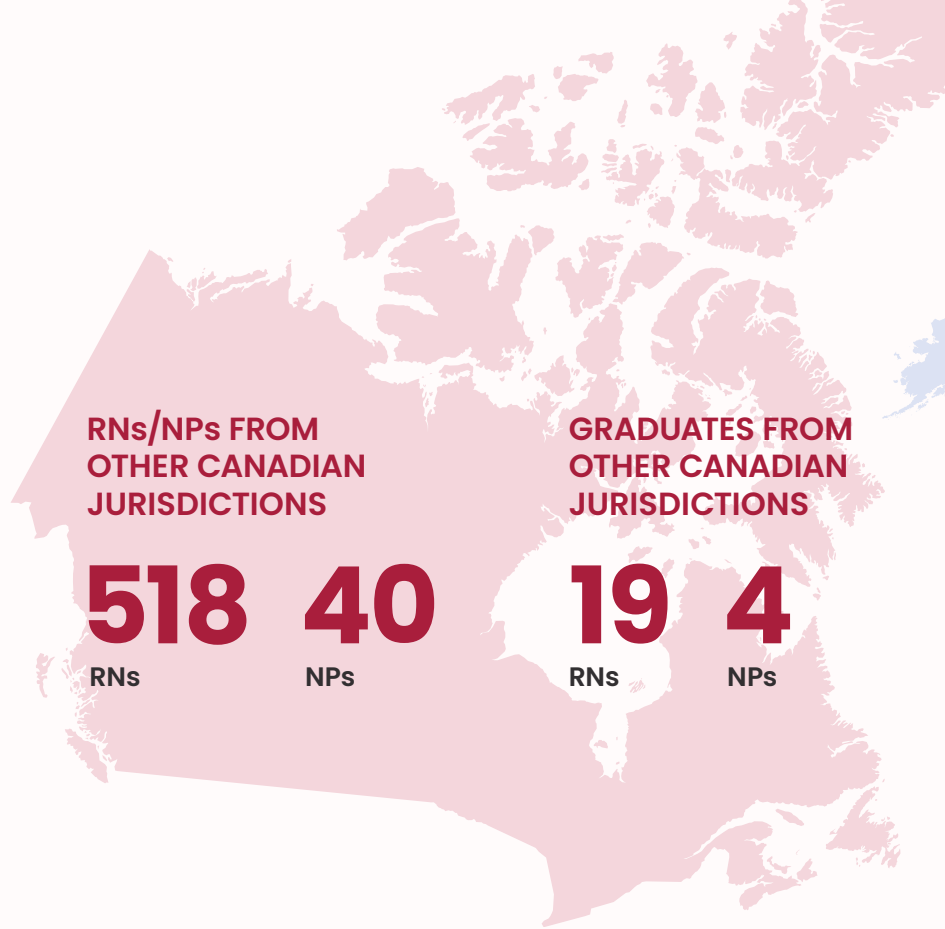 RNs/NPs FROM
OTHER CANADIAN
JURISDICTIONS
518 40
RNs NPs
GRADUATES FROM
OTHER CANADIAN
JURISDICTIONS
19 4
RNs NPs